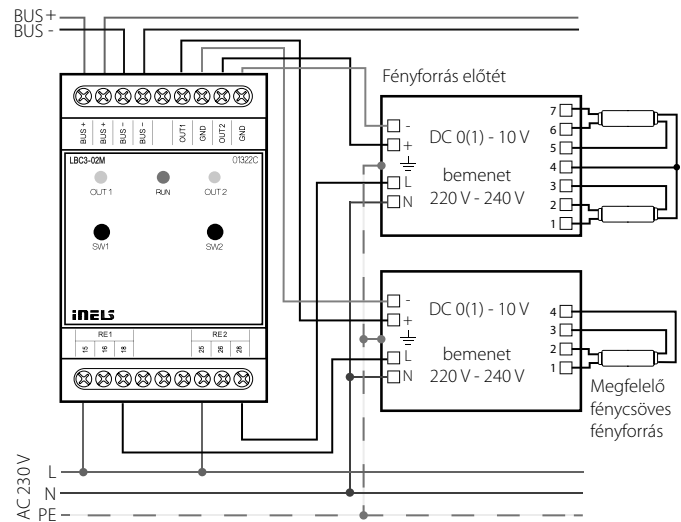 BUS +
BUS -
Fényforrás előtét
BUS +
BUS +
BUS -
BUS -
OUT1
GND
OUT2
GND
LBC3-02M
01322C
OUT 1
RUN
OUT 2
SW1
SW2
iNELS
RE1
RE2
15
16
18
25
26
28
-
+
L
N
DC 0(1) - 10 V
bemenet
220 V - 240 V
7
6
5
4
3
2
1
-
+
L
N
DC 0(1) - 10 V
bemenet
220 V - 240 V
4
3
2
1
Megfelelő
fénycsöves
fényforrás
AC 230 V
L
N
PE